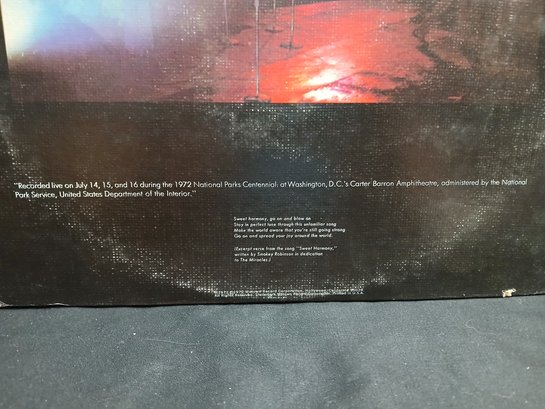 "Recorded live on July 14, 15, and 16 during the 1972 National Parks Centennial: at Washington, D.C.'s Carter Barron Amphitheatre, administered by the National
Park Service, United States Department of the Interior."
Sweet harmony, go on and blow on
Stay in perfect tune through this unfamiliar song
Make the world aware that you're still going strong
Go on and spread your joy around the world.
(Excerpt verse from the song "Sweet Harmony,"
written by Smokey Robinson in dedication
to The Miracles.)
All Rights Reserved.